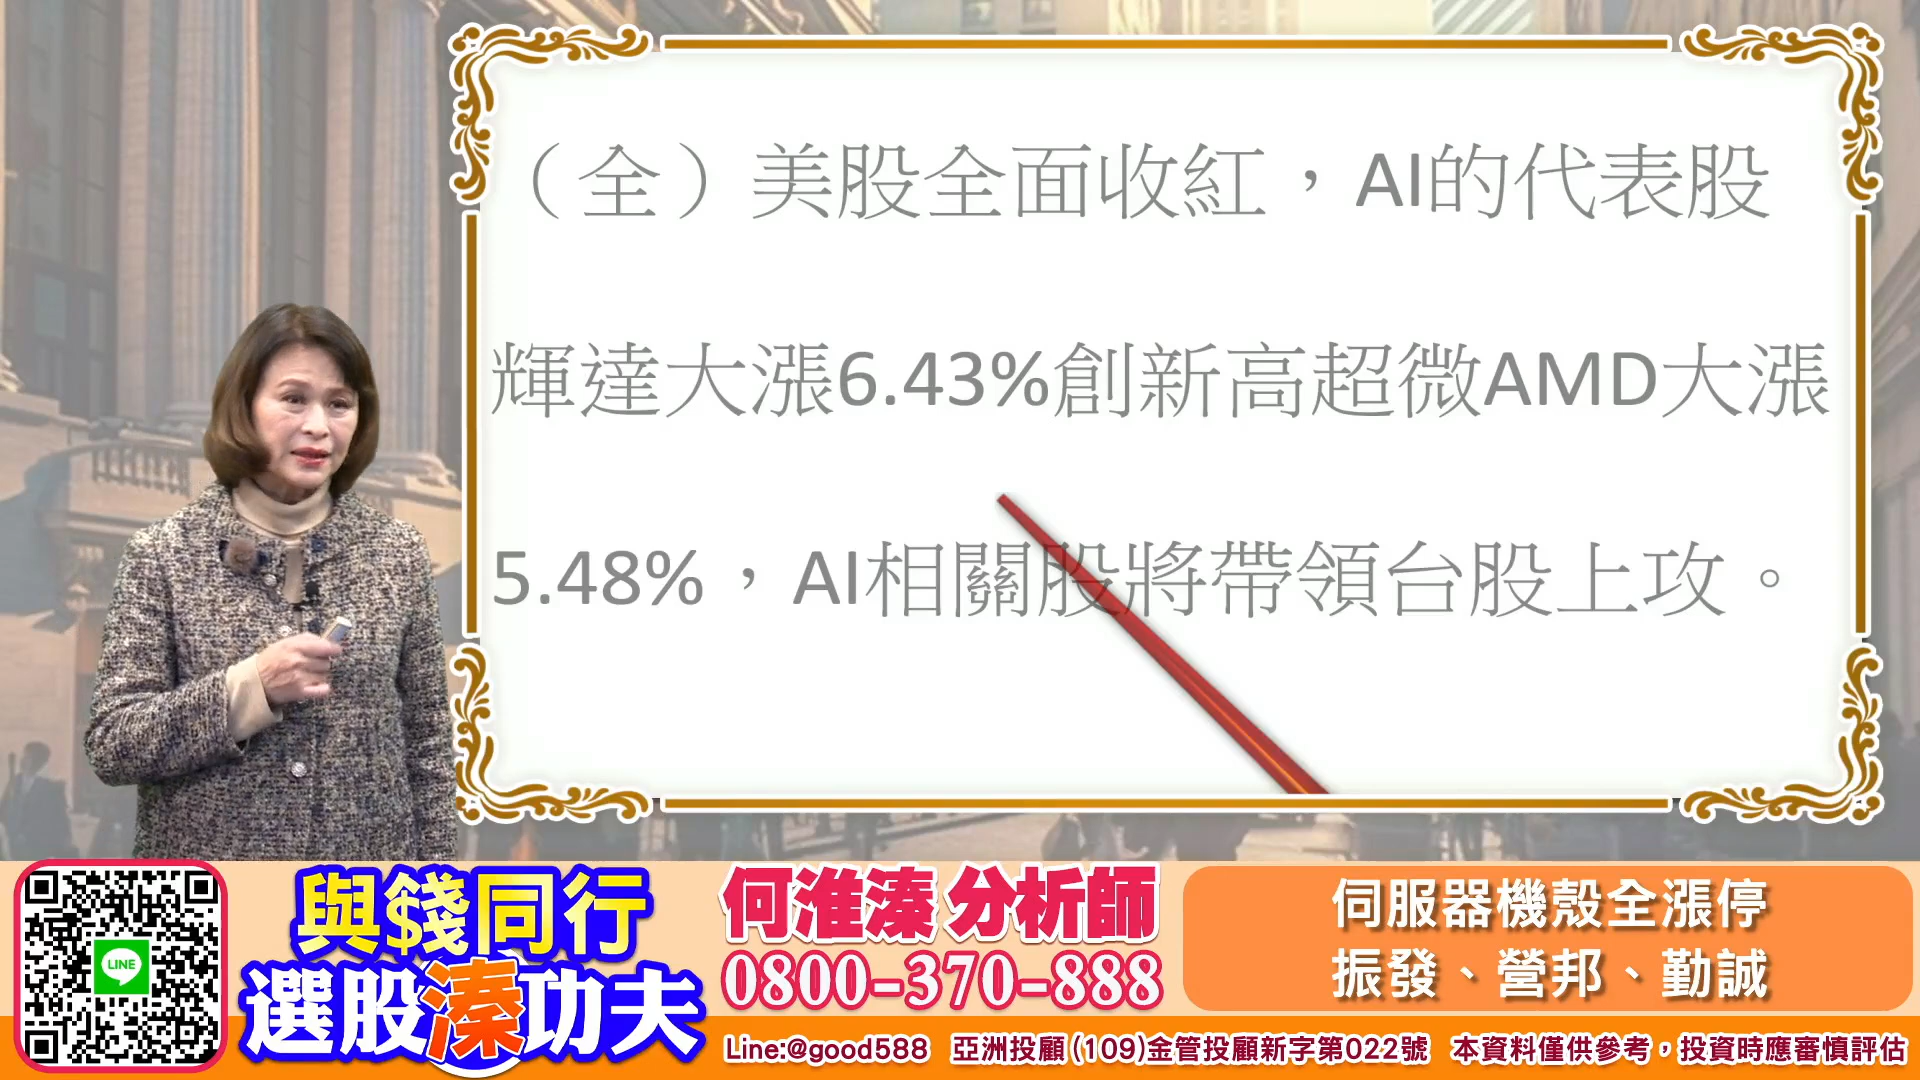 （全）美股全面收紅，AI的代表股
輝達大漲6.43%創新高超微AMD大漲
5.48%，AI相關股將帶領台股上攻。
LINE
與$錢同行
選股溱功夫
何淮溱 分析師
0800-370-888
伺服器機殼全漲停
振發、營邦、勤誠
Line:@good588 亞洲投顧 (109)金管投顧新字第022號 本資料僅供參考，投資時應審慎評估